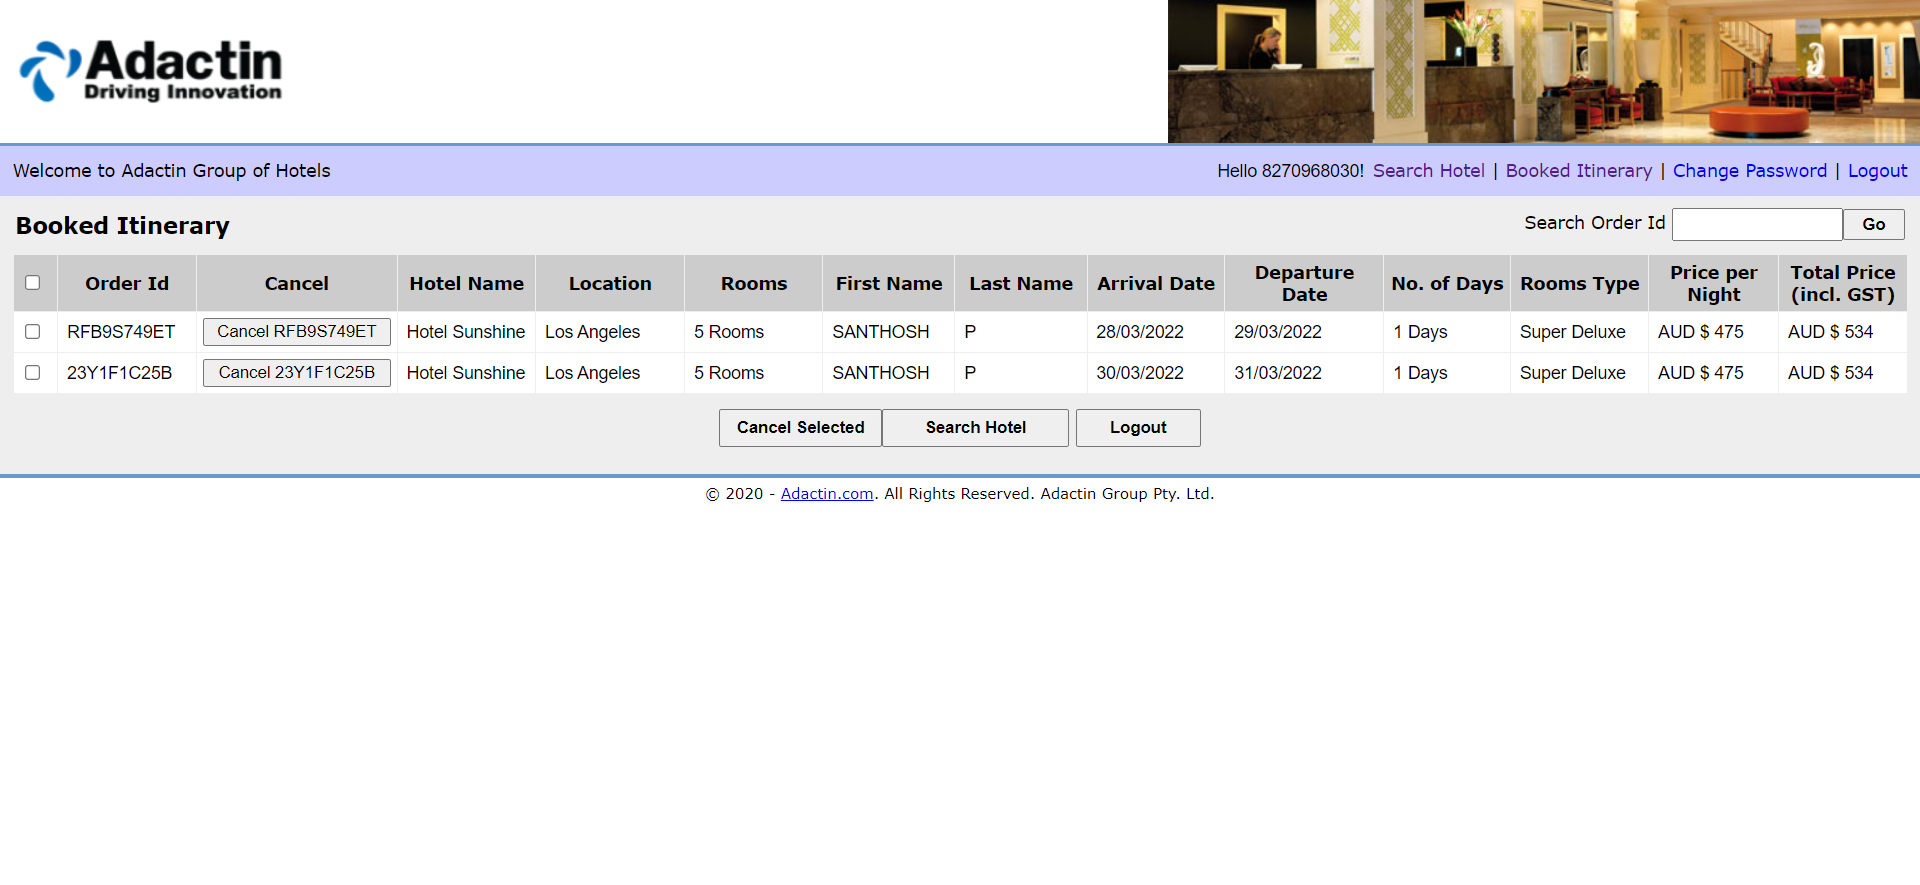 Adactin
Driving Innovation
Welcome to Adactin Group of Hotels
Hello 8270968030! Search Hotel | Booked Itinerary | Change Password | Logout
Booked Itinerary
Search Order Id Go
Order Id Cancel Hotel Name Location Rooms First Name Last Name Arrival Date Departure Date No. of Days Rooms Type Price per Night Total Price (incl. GST)
RFB9S749ET Cancel RFB9S749ET Hotel Sunshine Los Angeles 5 Rooms SANTHOSH P 28/03/2022 29/03/2022 1 Days Super Deluxe AUD $ 475 AUD $ 534
23Y1F1C25B Cancel 23Y1F1C25B Hotel Sunshine Los Angeles 5 Rooms SANTHOSH P 30/03/2022 31/03/2022 1 Days Super Deluxe AUD $ 475 AUD $ 534
Cancel Selected Search Hotel Logout
© 2020 - Adactin.com. All Rights Reserved. Adactin Group Pty. Ltd.